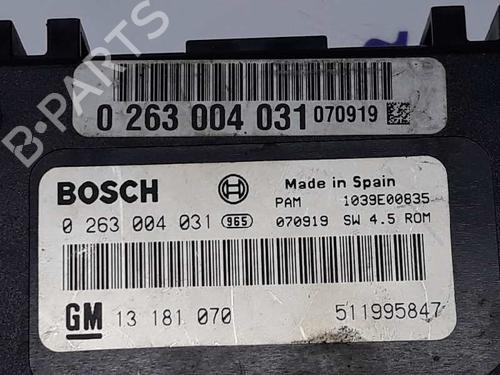 0 263 004 031 070919
BOSCH Made in Spain
PAM 1039E00835
0 263 004 031 965 070919 SW 4.5 ROM
GM 13 181 070 511995847
B-PARTS